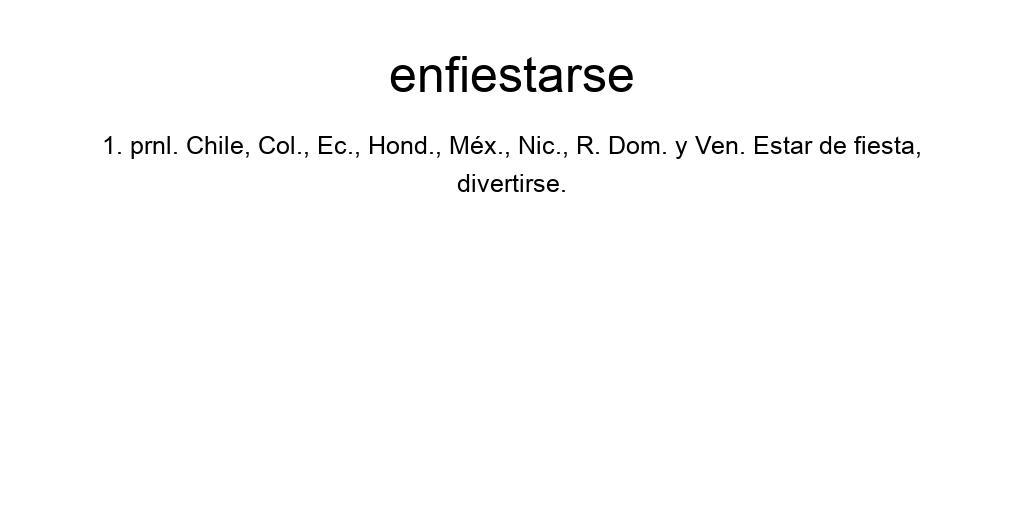 enfiestarse
1. prnl. Chile, Col., Ec., Hond., Méx., Nic., R. Dom. y Ven. Estar de fiesta,
divertirse.